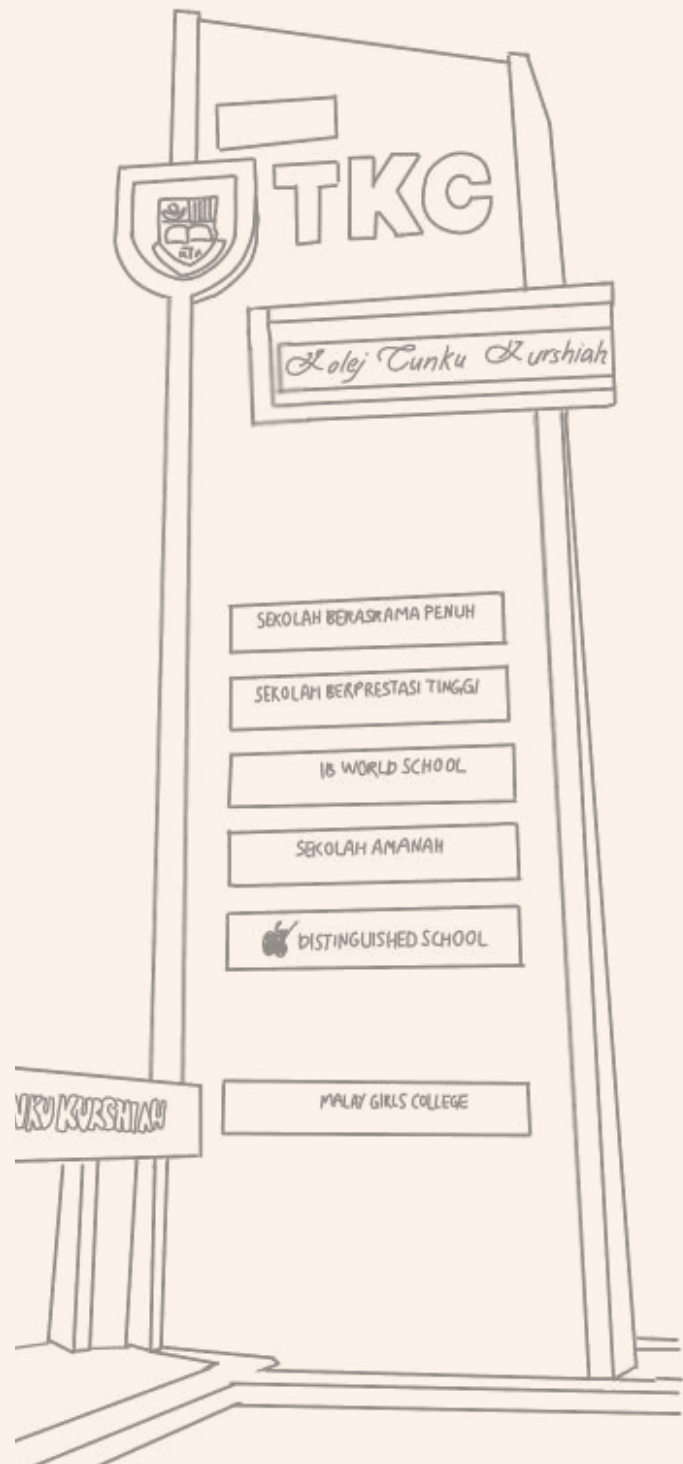 TKC
Kolej Tunku Kurshiah
SEKOLAH BERASRAMA PENUH
SEKOLAH BERPRESTASI TINGGI
IB WORLD SCHOOL
SEKOLAH AMANAH
DISTINGUISHED SCHOOL
MALAY GIRLS COLLEGE
KURSHIAH